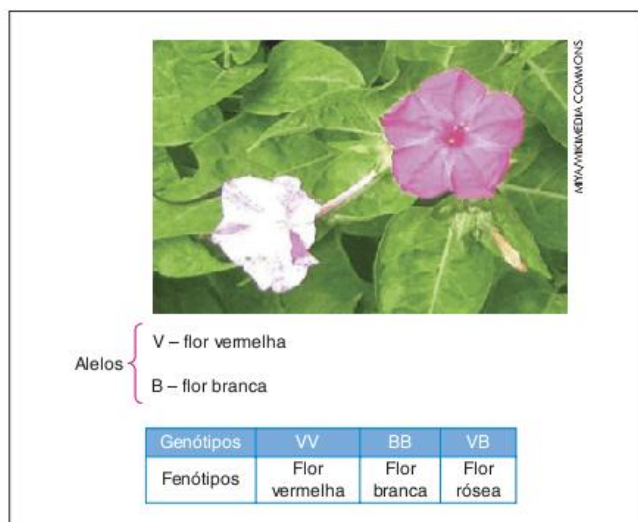 MIYA/WIKIMEDIA COMMONS
Alelos
V – flor vermelha
B – flor branca
Genótipos VV BB VB
Fenótipos Flor vermelha Flor branca Flor rósea